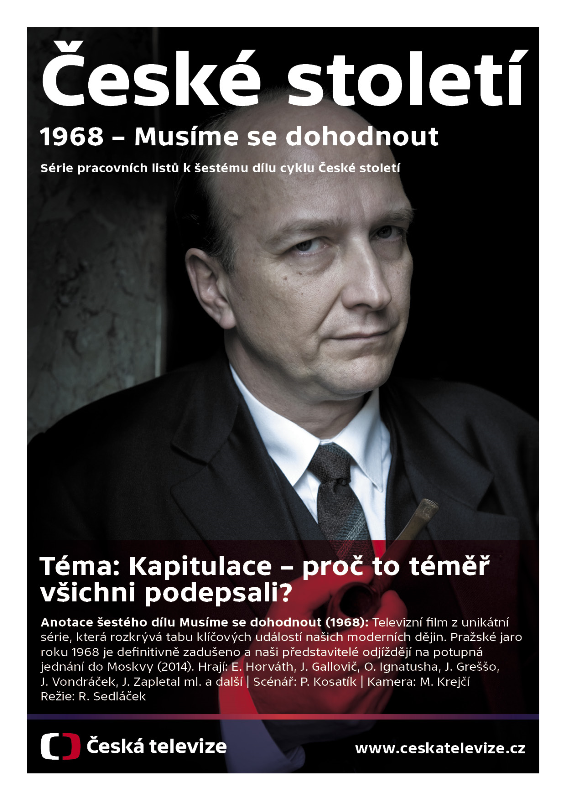 České století
1968 – Musíme se dohodnout
Série pracovních listů k šestému dílu cyklu České století
Téma: Kapitulace – proč to téměř
všichni podepsali?
Anotace šestého dílu Musíme se dohodnout (1968): Televizní film z unikátní
série, která rozkrývá tabu klíčových událostí našich moderních dějin. Pražské jaro
roku 1968 je definitivně zadušeno a naši představitelé odjíždějí na potupná
jednání do Moskvy (2014). Hrají: E. Horváth, J. Gallovič, O. Ignatusha, J. Greššo,
J. Vondráček, J. Zapletal ml. a další | Scénář: P. Kosatík | Kamera: M. Krejčí
Režie: R. Sedláček
Česká televize
www.ceskatelevize.cz